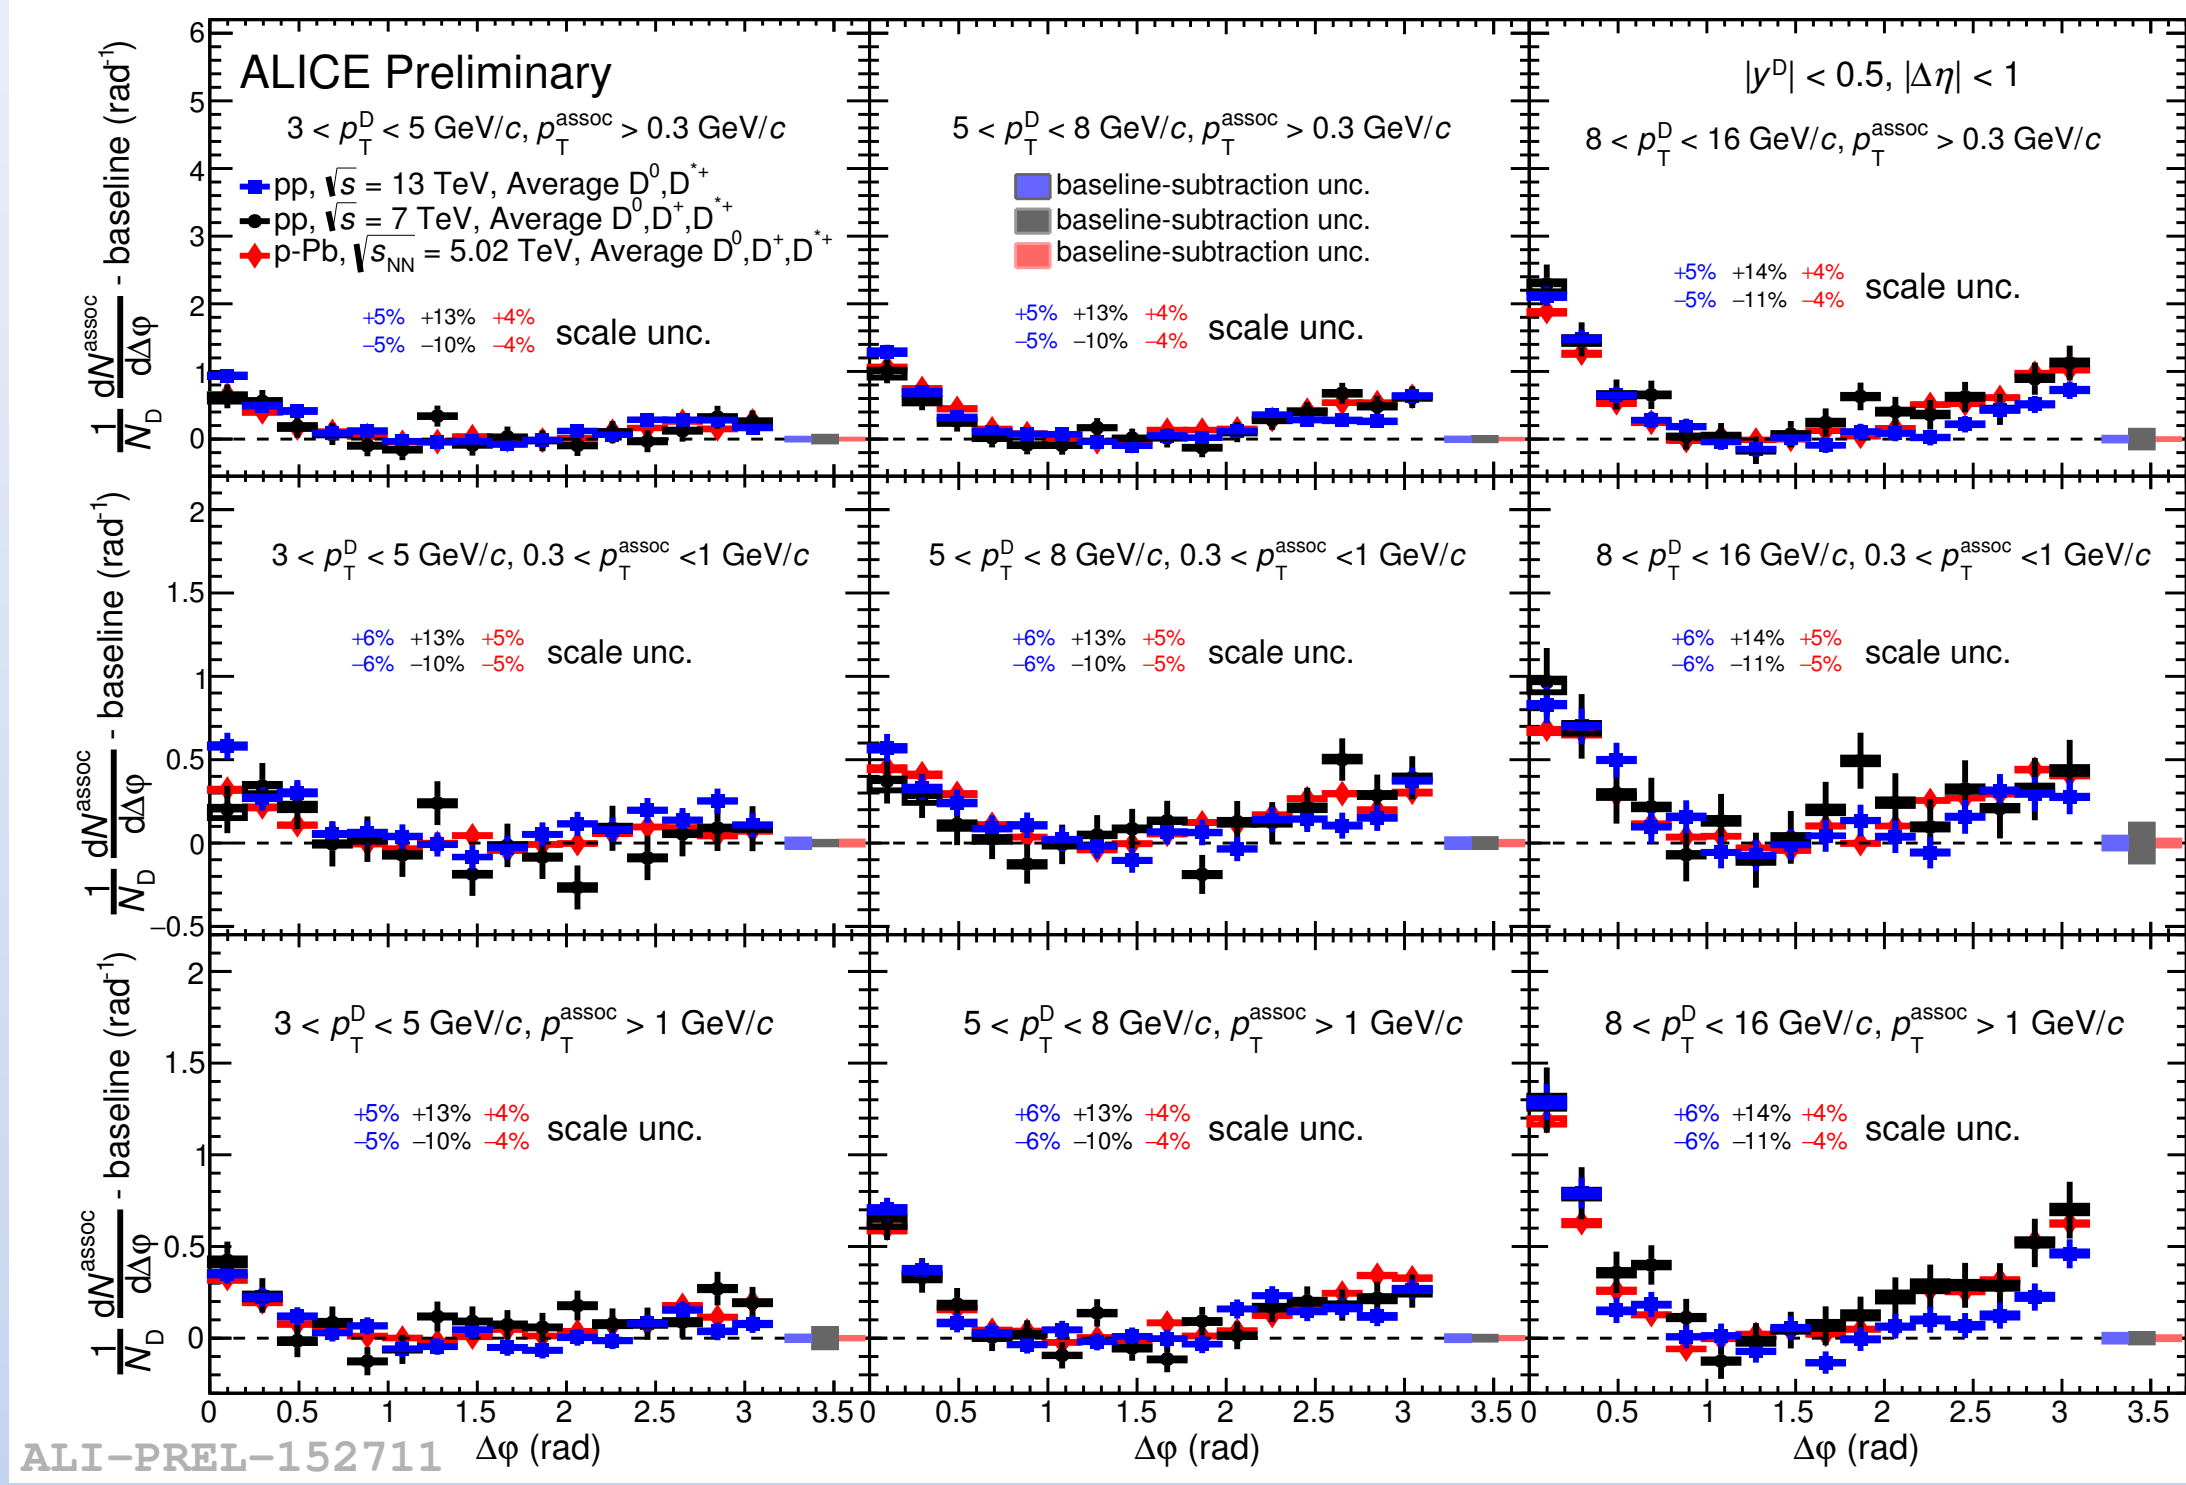 ALICE Preliminary
3 < p_T^D < 5 GeV/c, p_T^assoc > 0.3 GeV/c
pp, √s = 13 TeV, Average D⁰,D*⁺
pp, √s = 7 TeV, Average D⁰,D⁺,D*⁺
p-Pb, √s_NN = 5.02 TeV, Average D⁰,D⁺,D*⁺
+5% +13% +4%
−5% −10% −4%
scale unc.
5 < p_T^D < 8 GeV/c, p_T^assoc > 0.3 GeV/c
baseline-subtraction unc.
baseline-subtraction unc.
baseline-subtraction unc.
+5% +13% +4%
−5% −10% −4%
scale unc.
|y^D| < 0.5, |Δη| < 1
8 < p_T^D < 16 GeV/c, p_T^assoc > 0.3 GeV/c
+5% +14% +4%
−5% −11% −4%
scale unc.
1/N_D dN^assoc/dΔφ - baseline (rad⁻¹)
6
5
4
3
2
1
0
3 < p_T^D < 5 GeV/c, 0.3 < p_T^assoc <1 GeV/c
+6% +13% +5%
−6% −10% −5%
scale unc.
5 < p_T^D < 8 GeV/c, 0.3 < p_T^assoc <1 GeV/c
+6% +13% +5%
−6% −10% −5%
scale unc.
8 < p_T^D < 16 GeV/c, 0.3 < p_T^assoc <1 GeV/c
+6% +14% +5%
−6% −11% −5%
scale unc.
1/N_D dN^assoc/dΔφ - baseline (rad⁻¹)
2
1.5
1
0.5
0
−0.5
3 < p_T^D < 5 GeV/c, p_T^assoc > 1 GeV/c
+5% +13% +4%
−5% −10% −4%
scale unc.
5 < p_T^D < 8 GeV/c, p_T^assoc > 1 GeV/c
+6% +13% +4%
−6% −10% −4%
scale unc.
8 < p_T^D < 16 GeV/c, p_T^assoc > 1 GeV/c
+6% +14% +4%
−6% −11% −4%
scale unc.
1/N_D dN^assoc/dΔφ - baseline (rad⁻¹)
2
1.5
1
0.5
0
0 0.5 1 1.5 2 2.5 3 3.5 0 0.5 1 1.5 2 2.5 3 3.5 0 0.5 1 1.5 2 2.5 3 3.5
Δφ (rad) Δφ (rad) Δφ (rad)
ALI−PREL−152711